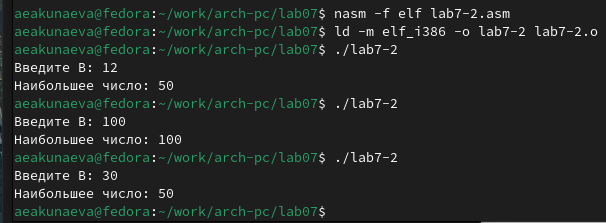 aeakunaeva@fedora:~/work/arch-pc/lab07$ nasm -f elf lab7-2.asm
aeakunaeva@fedora:~/work/arch-pc/lab07$ ld -m elf_i386 -o lab7-2 lab7-2.o
aeakunaeva@fedora:~/work/arch-pc/lab07$ ./lab7-2
Введите B: 12
Наибольшее число: 50
aeakunaeva@fedora:~/work/arch-pc/lab07$ ./lab7-2
Введите B: 100
Наибольшее число: 100
aeakunaeva@fedora:~/work/arch-pc/lab07$ ./lab7-2
Введите B: 30
Наибольшее число: 50
aeakunaeva@fedora:~/work/arch-pc/lab07$